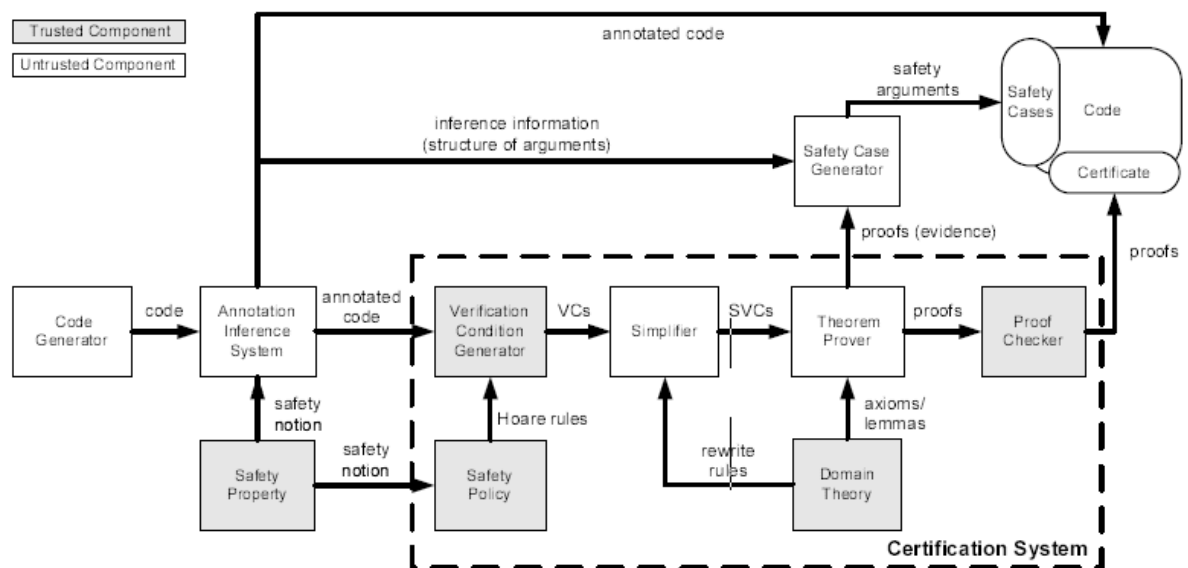 Trusted Component
Untrusted Component
annotated code
safety
arguments
Safety
Cases
Code
Certificate
inference information
(structure of arguments)
Safety Case
Generator
proofs (evidence)
proofs
Code
Generator
code
Annotation
Inference
System
annotated
code
Verification
Condition
Generator
VCs
Simplifier
SVCs
Theorem
Prover
proofs
Proof
Checker
safety
notion
Hoare rules
axioms/
lemmas
Safety
Property
safety
notion
Safety
Policy
rewrite
rules
Domain
Theory
Certification System